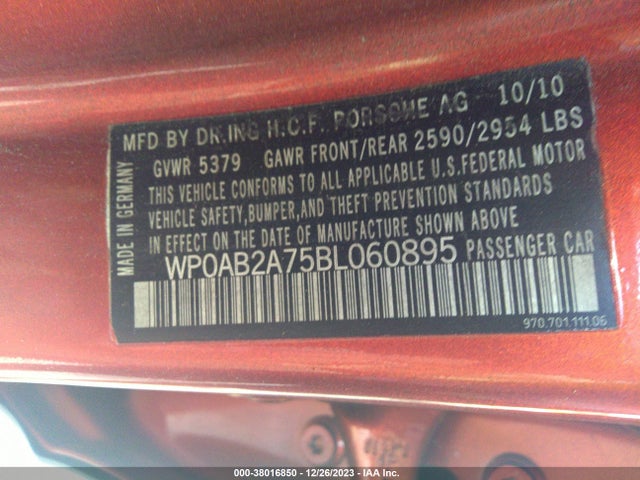 MFD BY DR.ING H.C.F. PORSCHE AG 10/10
GVWR 5379 GAWR FRONT/REAR 2590/2954 LBS
THIS VEHICLE CONFORMS TO ALL APPLICABLE U.S.FEDERAL MOTOR
VEHICLE SAFETY,BUMPER,AND THEFT PREVENTION STANDARDS
IN EFFECT ON THE DATE OF MANUFACTURE SHOWN ABOVE
WP0AB2A75BL060895 PASSENGER CAR
MADE IN GERMANY
970.701.111.06
000-38016850 | 12/26/2023 | IAA Inc.